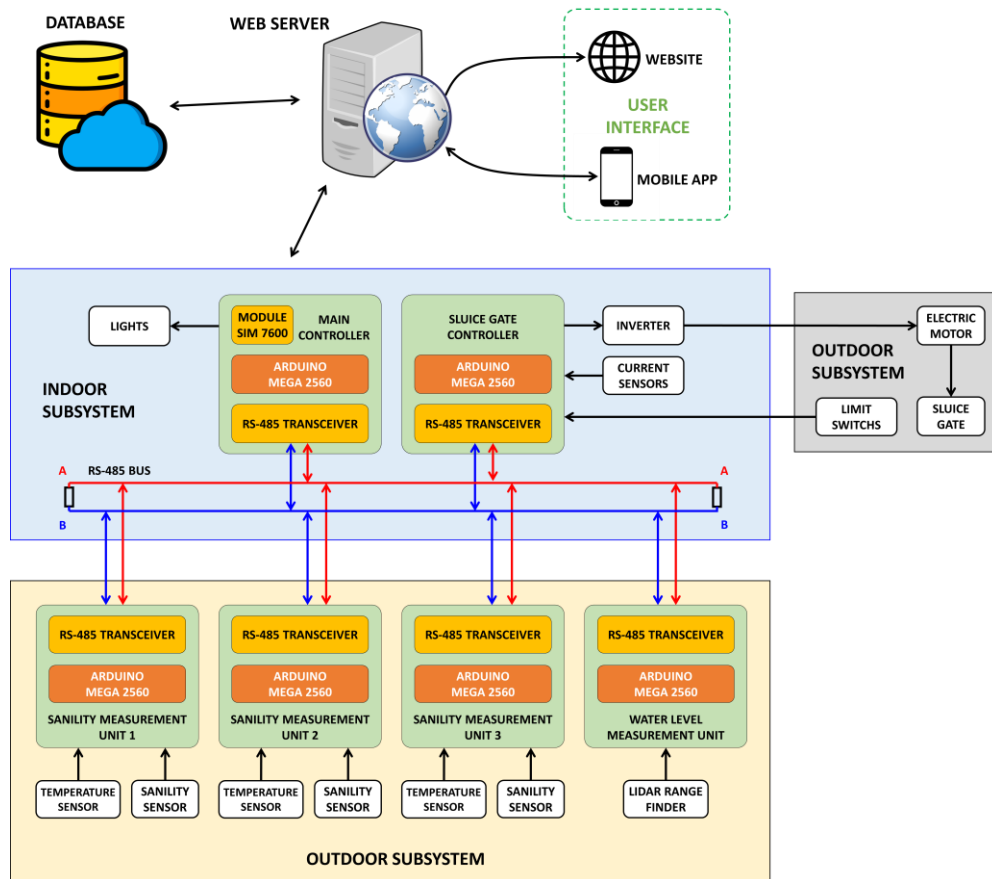 DATABASE
WEB SERVER
WEBSITE
USER
INTERFACE
MOBILE APP
LIGHTS
MODULE
SIM 7600
MAIN
CONTROLLER
ARDUINO
MEGA 2560
RS-485 TRANSCEIVER
SLUICE GATE
CONTROLLER
ARDUINO
MEGA 2560
RS-485 TRANSCEIVER
INVERTER
CURRENT
SENSORS
INDOOR
SUBSYSTEM
ELECTRIC
MOTOR
OUTDOOR
SUBSYSTEM
LIMIT
SWITCHS
SLUICE
GATE
A
RS-485 BUS
A
B
B
RS-485 TRANSCEIVER
ARDUINO
MEGA 2560
SANILITY MEASUREMENT
UNIT 1
RS-485 TRANSCEIVER
ARDUINO
MEGA 2560
SANILITY MEASUREMENT
UNIT 2
RS-485 TRANSCEIVER
ARDUINO
MEGA 2560
SANILITY MEASUREMENT
UNIT 3
RS-485 TRANSCEIVER
ARDUINO
MEGA 2560
WATER LEVEL
MEASUREMENT UNIT
TEMPERATURE
SENSOR
SANILITY
SENSOR
TEMPERATURE
SENSOR
SANILITY
SENSOR
TEMPERATURE
SENSOR
SANILITY
SENSOR
LIDAR RANGE
FINDER
OUTDOOR SUBSYSTEM